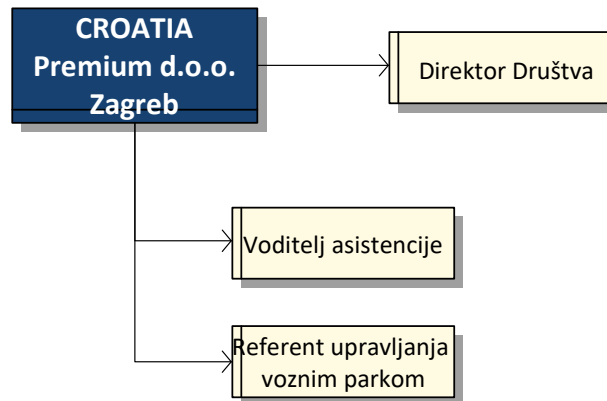 CROATIA
Premium d.o.o.
Zagreb
Direktor Društva
Voditelj asistencije
Referent upravljanja
voznim parkom